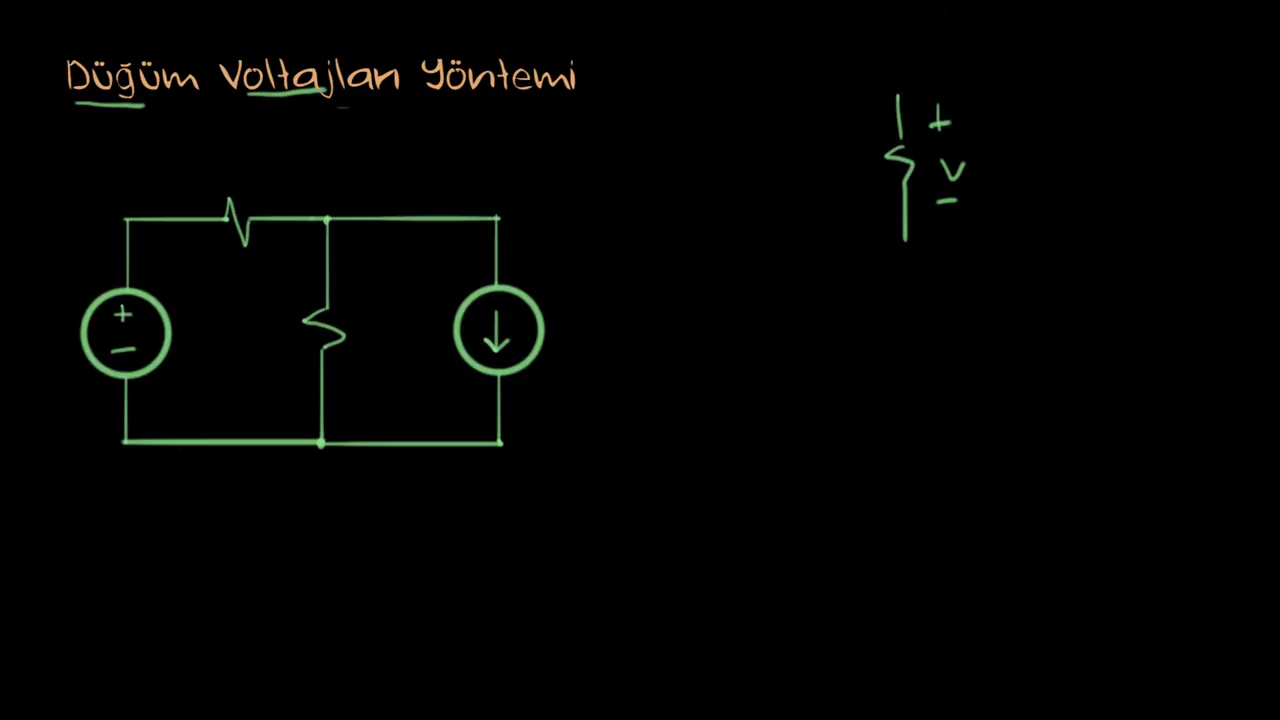 Düğüm Voltajları Yöntemi
+
v
−
+
−